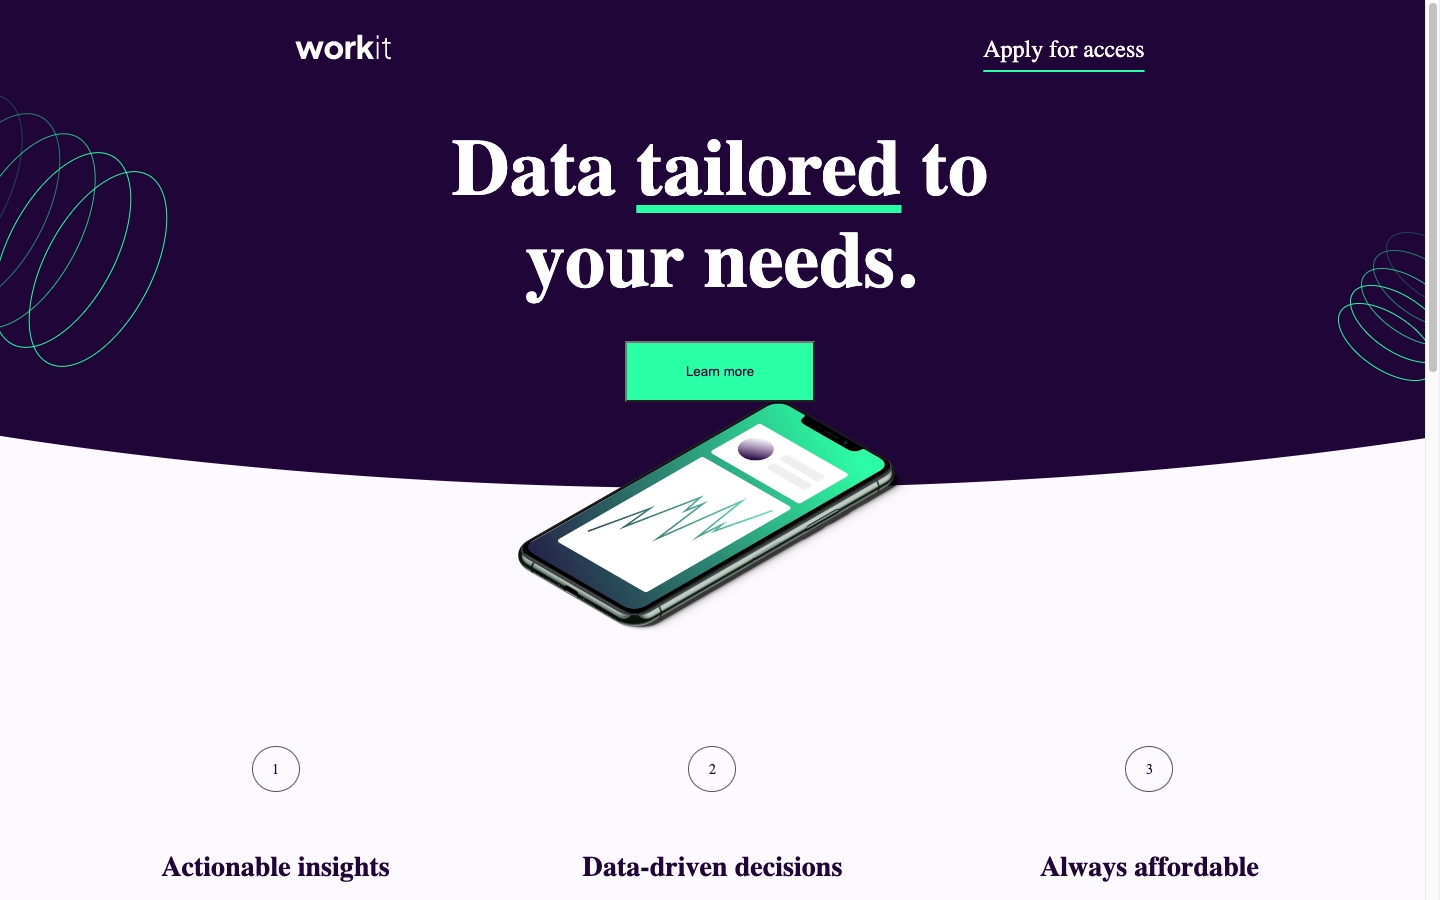 workit
Apply for access
Data tailored to
your needs.
Learn more
1
2
3
Actionable insights
Data-driven decisions
Always affordable